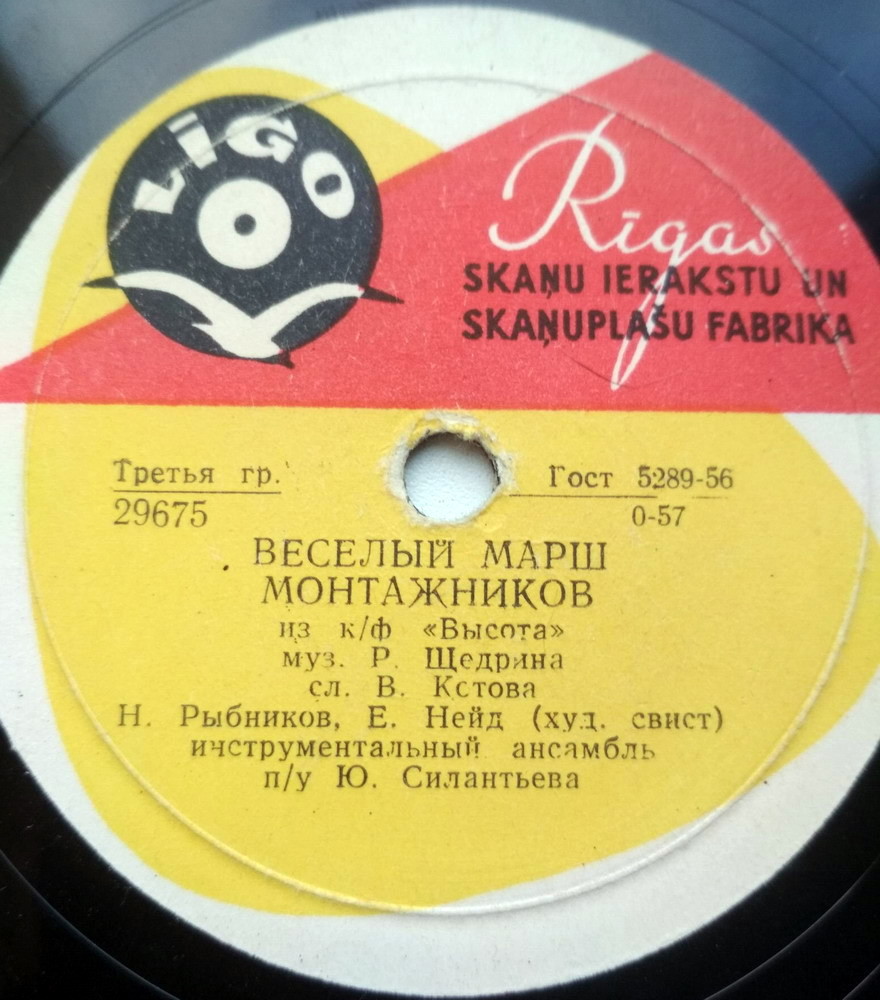 LĪGO
Rīgas
SKAŅU IERAKSTU UN
SKAŅUPLAŠU FABRIKA
Третья гр.
29675
Гост 5289-56
0-57
ВЕСЕЛЫЙ МАРШ
МОНТАЖНИКОВ
из к/ф «Высота»
муз. Р. Щедрина
сл. В. Кстова
Н. Рыбников, Е. Нейд (худ. свист)
инструментальный ансамбль
п/у Ю. Силантьева